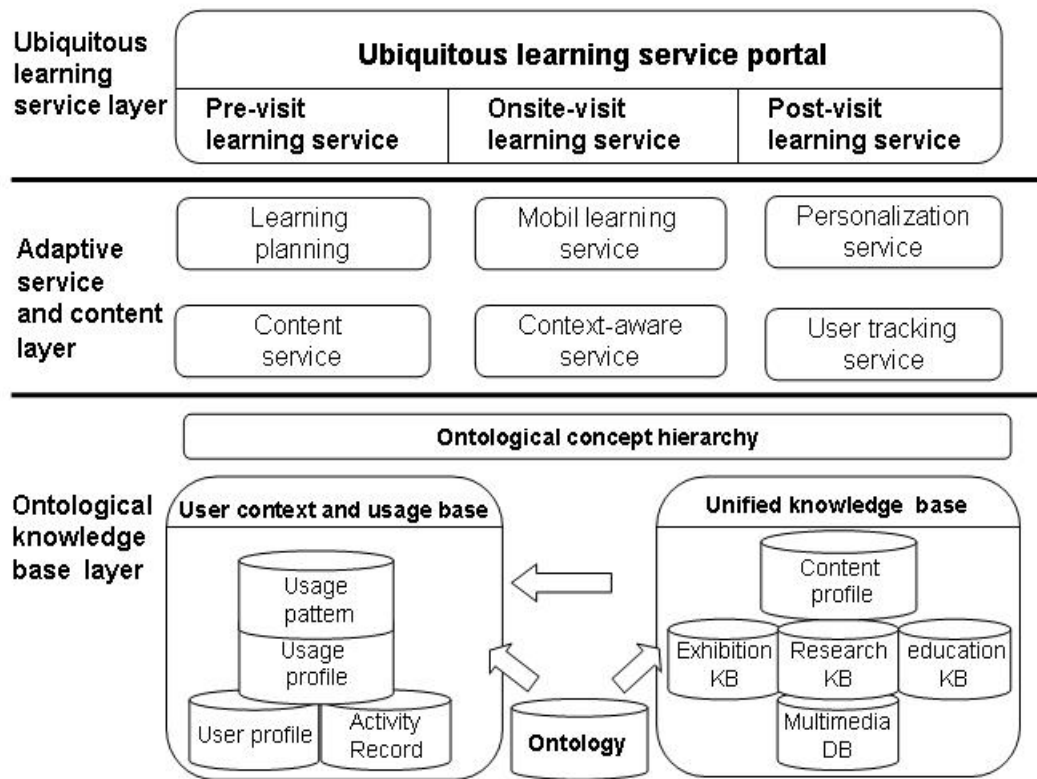 Ubiquitous
learning
service layer
Ubiquitous learning service portal
Pre-visit
learning service
Onsite-visit
learning service
Post-visit
learning service
Adaptive
service
and content
layer
Learning
planning
Mobil learning
service
Personalization
service
Content
service
Context-aware
service
User tracking
service
Ontological
knowledge
base layer
Ontological concept hierarchy
User context and usage base
Usage
pattern
Usage
profile
User profile
Activity
Record
Ontology
Unified knowledge base
Content
profile
Exhibition
KB
Research
KB
education
KB
Multimedia
DB